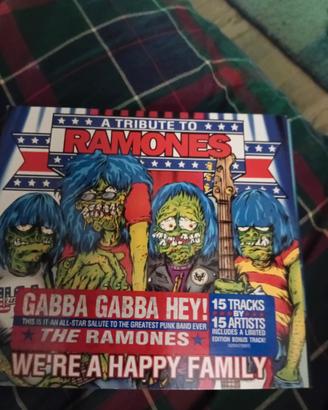 A TRIBUTE TO
RAMONES
GABBA GABBA HEY!
THIS IS IT-AN ALL-STAR SALUTE TO THE GREATEST PUNK BAND EVER
THE RAMONES
15 TRACKS
BY
15 ARTISTS
INCLUDES A LIMITED
EDITION BONUS TRACK!
WE'RE A HAPPY FAMILY